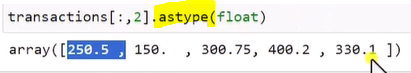 transactions[:,2].astype(float)
array([250.5 , 150.  , 300.75, 400.2 , 330.1 ])